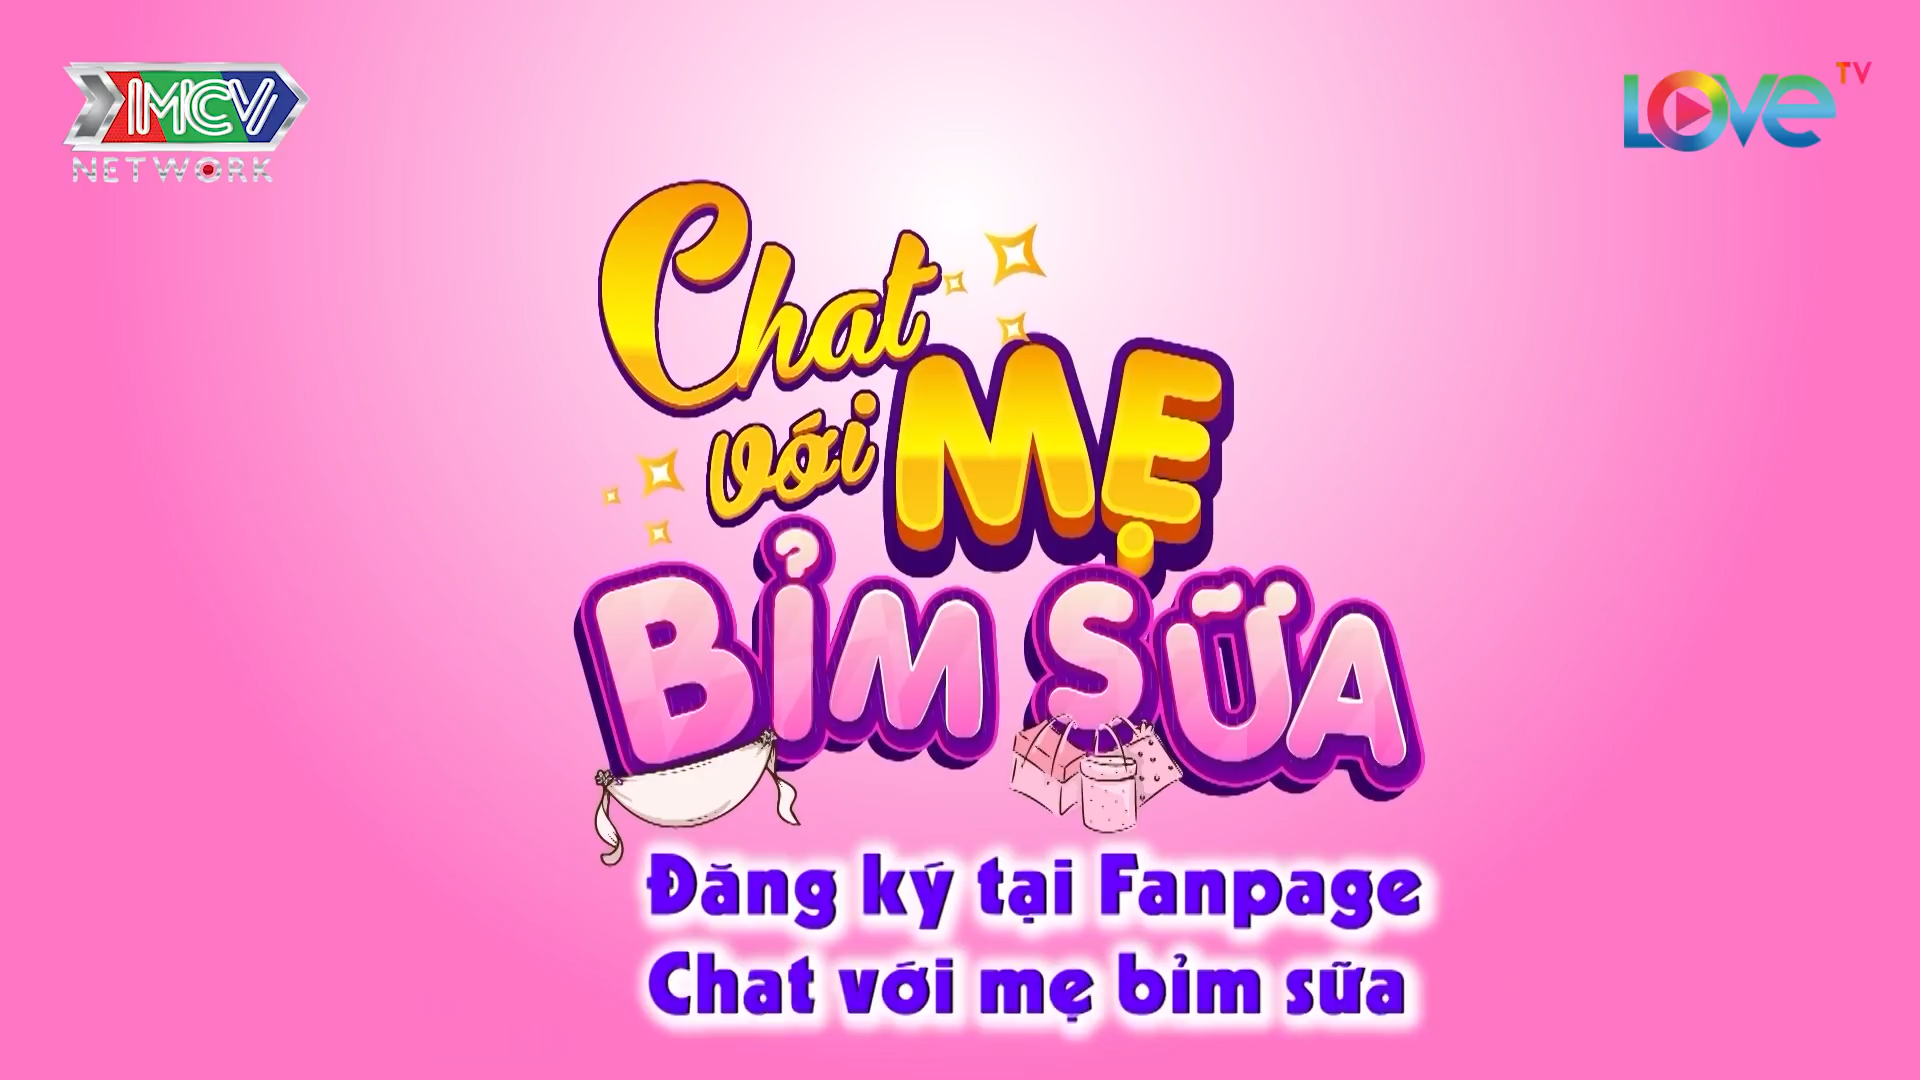 MCV
NETWORK
LOVE TV
Chat
với MẸ
BỈM SỮA
Đăng ký tại Fanpage
Chat với mẹ bỉm sữa